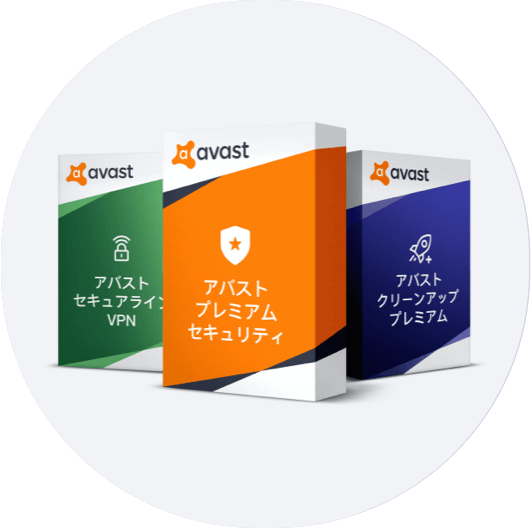 avast
アバスト
セキュアライン
VPN
avast
アバスト
プレミアム
セキュリティ
avast
アバスト
クリーンアップ
プレミアム